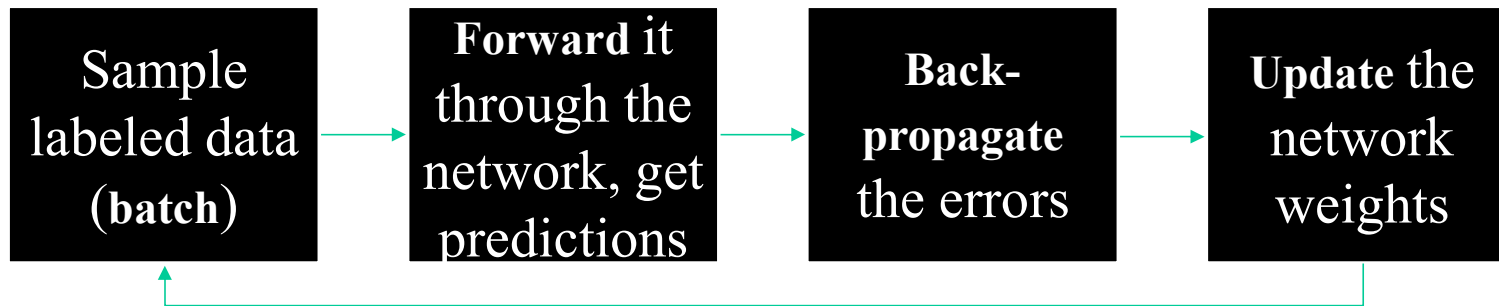 Sample
labeled data
(batch)
Forward it
through the
network, get
predictions
Back-
propagate
the errors
Update the
network
weights